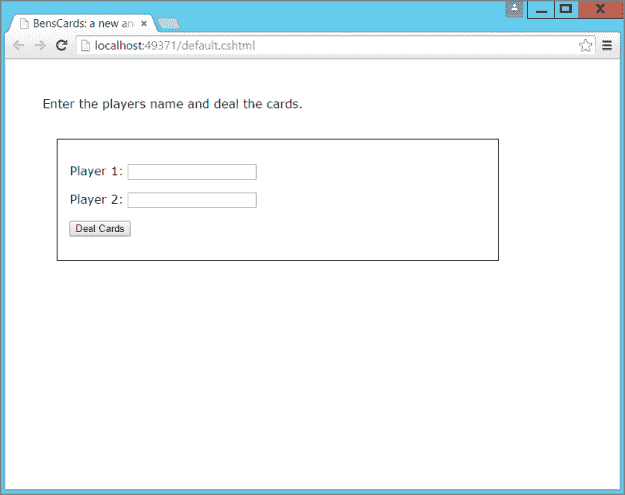 BensCards: a new an
localhost:49371/default.cshtml
Enter the players name and deal the cards.
Player 1:
Player 2:
Deal Cards